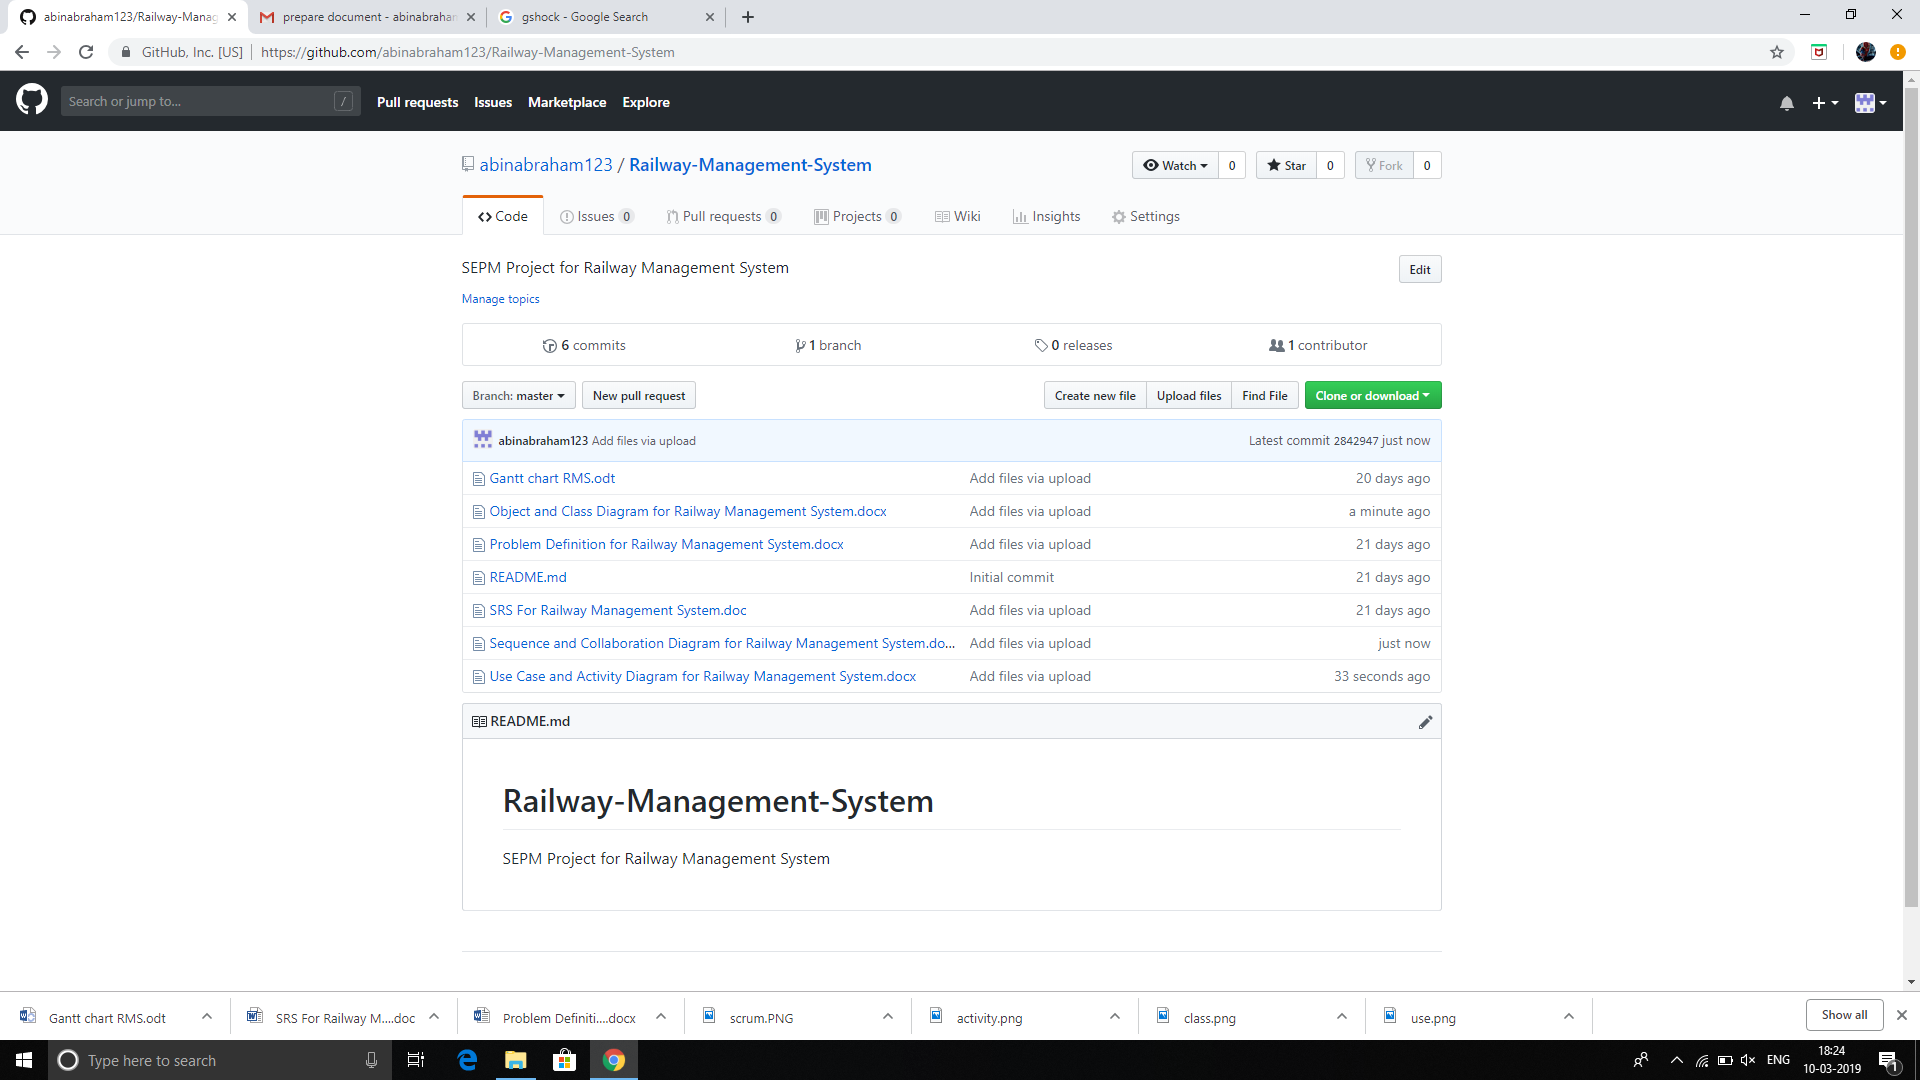 abinabraham123/Railway-Manag
prepare document - abinabraham
gshock - Google Search
GitHub, Inc. [US]
https://github.com/abinabraham123/Railway-Management-System
Search or jump to...
/
Pull requests
Issues
Marketplace
Explore
abinabraham123 / Railway-Management-System
Watch 0
Star 0
Fork 0
Code
Issues 0
Pull requests 0
Projects 0
Wiki
Insights
Settings
SEPM Project for Railway Management System
Edit
Manage topics
6 commits
1 branch
0 releases
1 contributor
Branch: master
New pull request
Create new file
Upload files
Find File
Clone or download
abinabraham123 Add files via upload
Latest commit 2842947 just now
Gantt chart RMS.odt Add files via upload 20 days ago
Object and Class Diagram for Railway Management System.docx Add files via upload a minute ago
Problem Definition for Railway Management System.docx Add files via upload 21 days ago
README.md Initial commit 21 days ago
SRS For Railway Management System.doc Add files via upload 21 days ago
Sequence and Collaboration Diagram for Railway Management System.do... Add files via upload just now
Use Case and Activity Diagram for Railway Management System.docx Add files via upload 33 seconds ago
README.md
Railway-Management-System
SEPM Project for Railway Management System
Gantt chart RMS.odt
SRS For Railway M....doc
Problem Definiti....docx
scrum.PNG
activity.png
class.png
use.png
Show all
Type here to search
ENG
18:24
10-03-2019
1